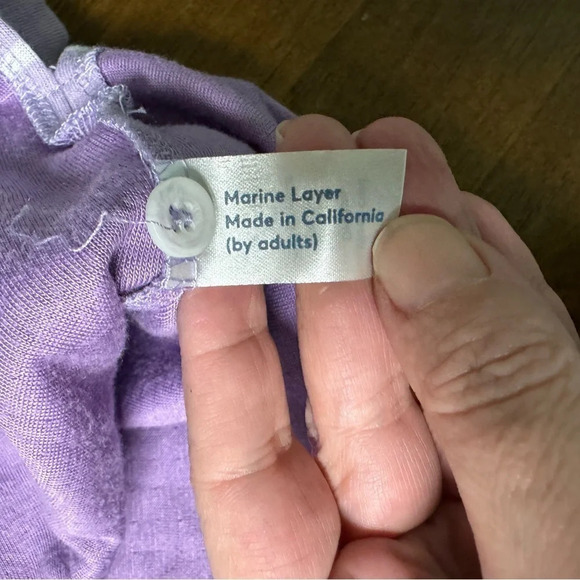 Marine Layer
Made in California
(by adults)